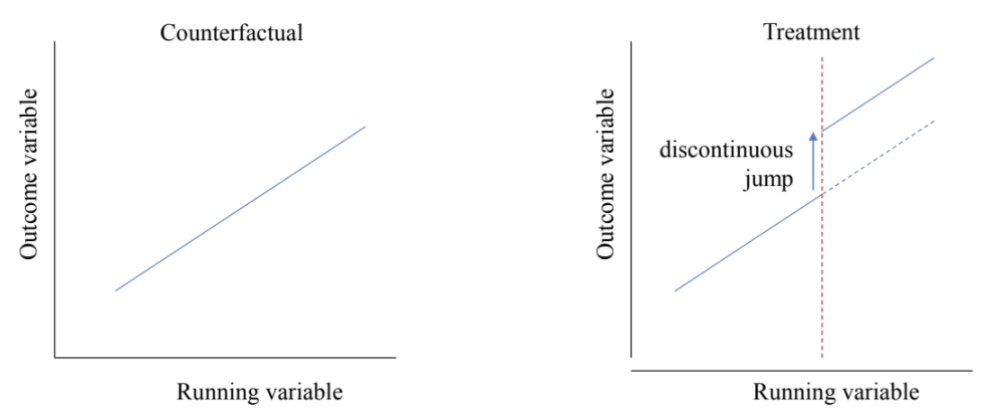 Counterfactual
Outcome variable
Running variable
Treatment
Outcome variable
discontinuous
jump
Running variable